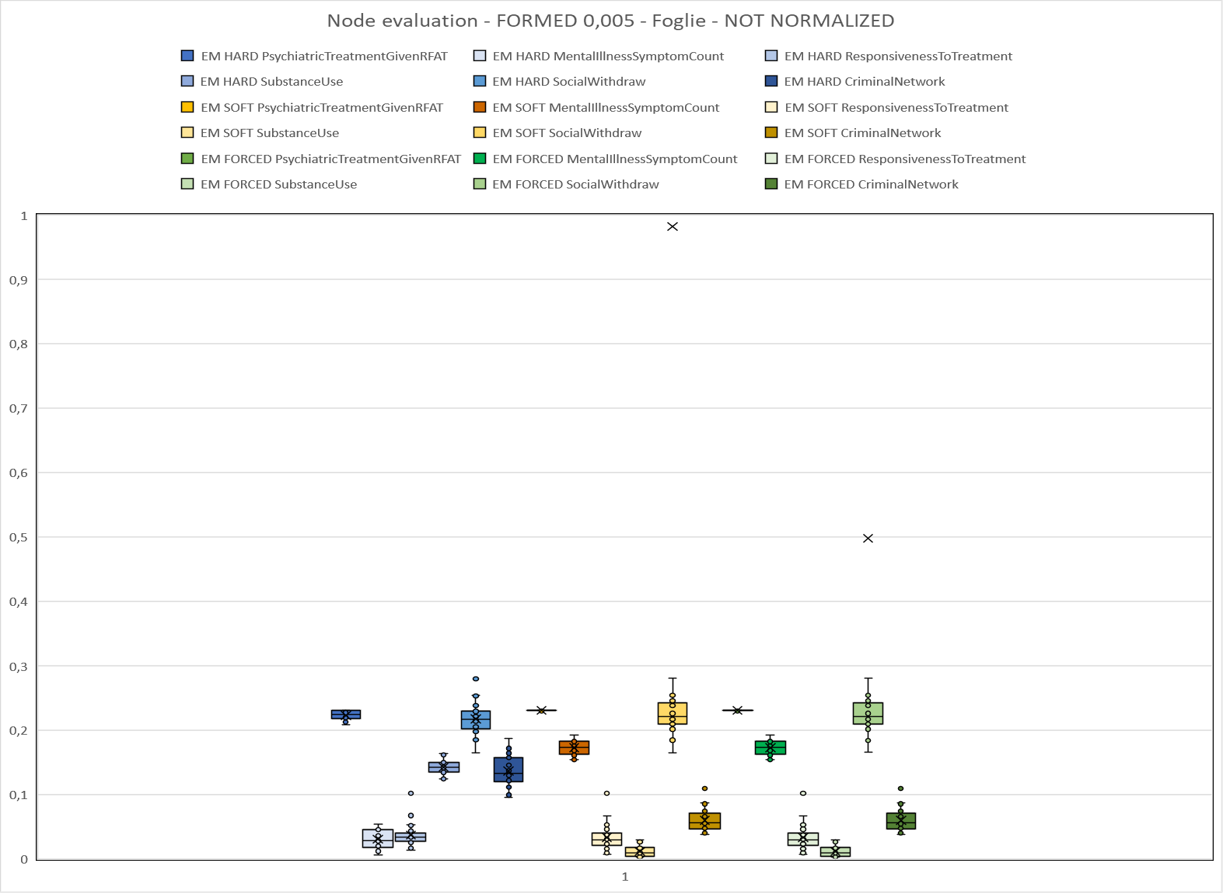 Node evaluation - FORMED 0,005 - Foglie - NOT NORMALIZED
EM HARD PsychiatricTreatmentGivenRFAT EM HARD MentalIllnessSymptomCount EM HARD ResponsivenessToTreatment
EM HARD SubstanceUse EM HARD SocialWithdraw EM HARD CriminalNetwork
EM SOFT PsychiatricTreatmentGivenRFAT EM SOFT MentalIllnessSymptomCount EM SOFT ResponsivenessToTreatment
EM SOFT SubstanceUse EM SOFT SocialWithdraw EM SOFT CriminalNetwork
EM FORCED PsychiatricTreatmentGivenRFAT EM FORCED MentalIllnessSymptomCount EM FORCED ResponsivenessToTreatment
EM FORCED SubstanceUse EM FORCED SocialWithdraw EM FORCED CriminalNetwork
1
0,9
0,8
0,7
0,6
0,5
0,4
0,3
0,2
0,1
0
1